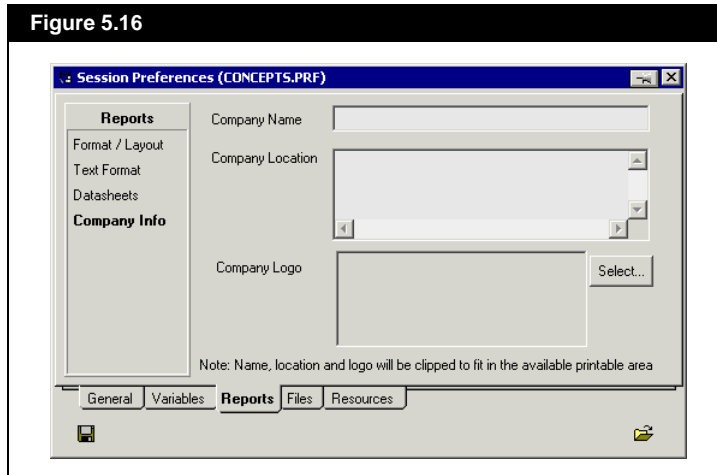 Figure 5.16
Session Preferences (CONCEPTS.PRF)
Reports
Format / Layout
Text Format
Datasheets
Company Info
Company Name
Company Location
Company Logo
Select...
Note: Name, location and logo will be clipped to fit in the available printable area
General Variables Reports Files Resources